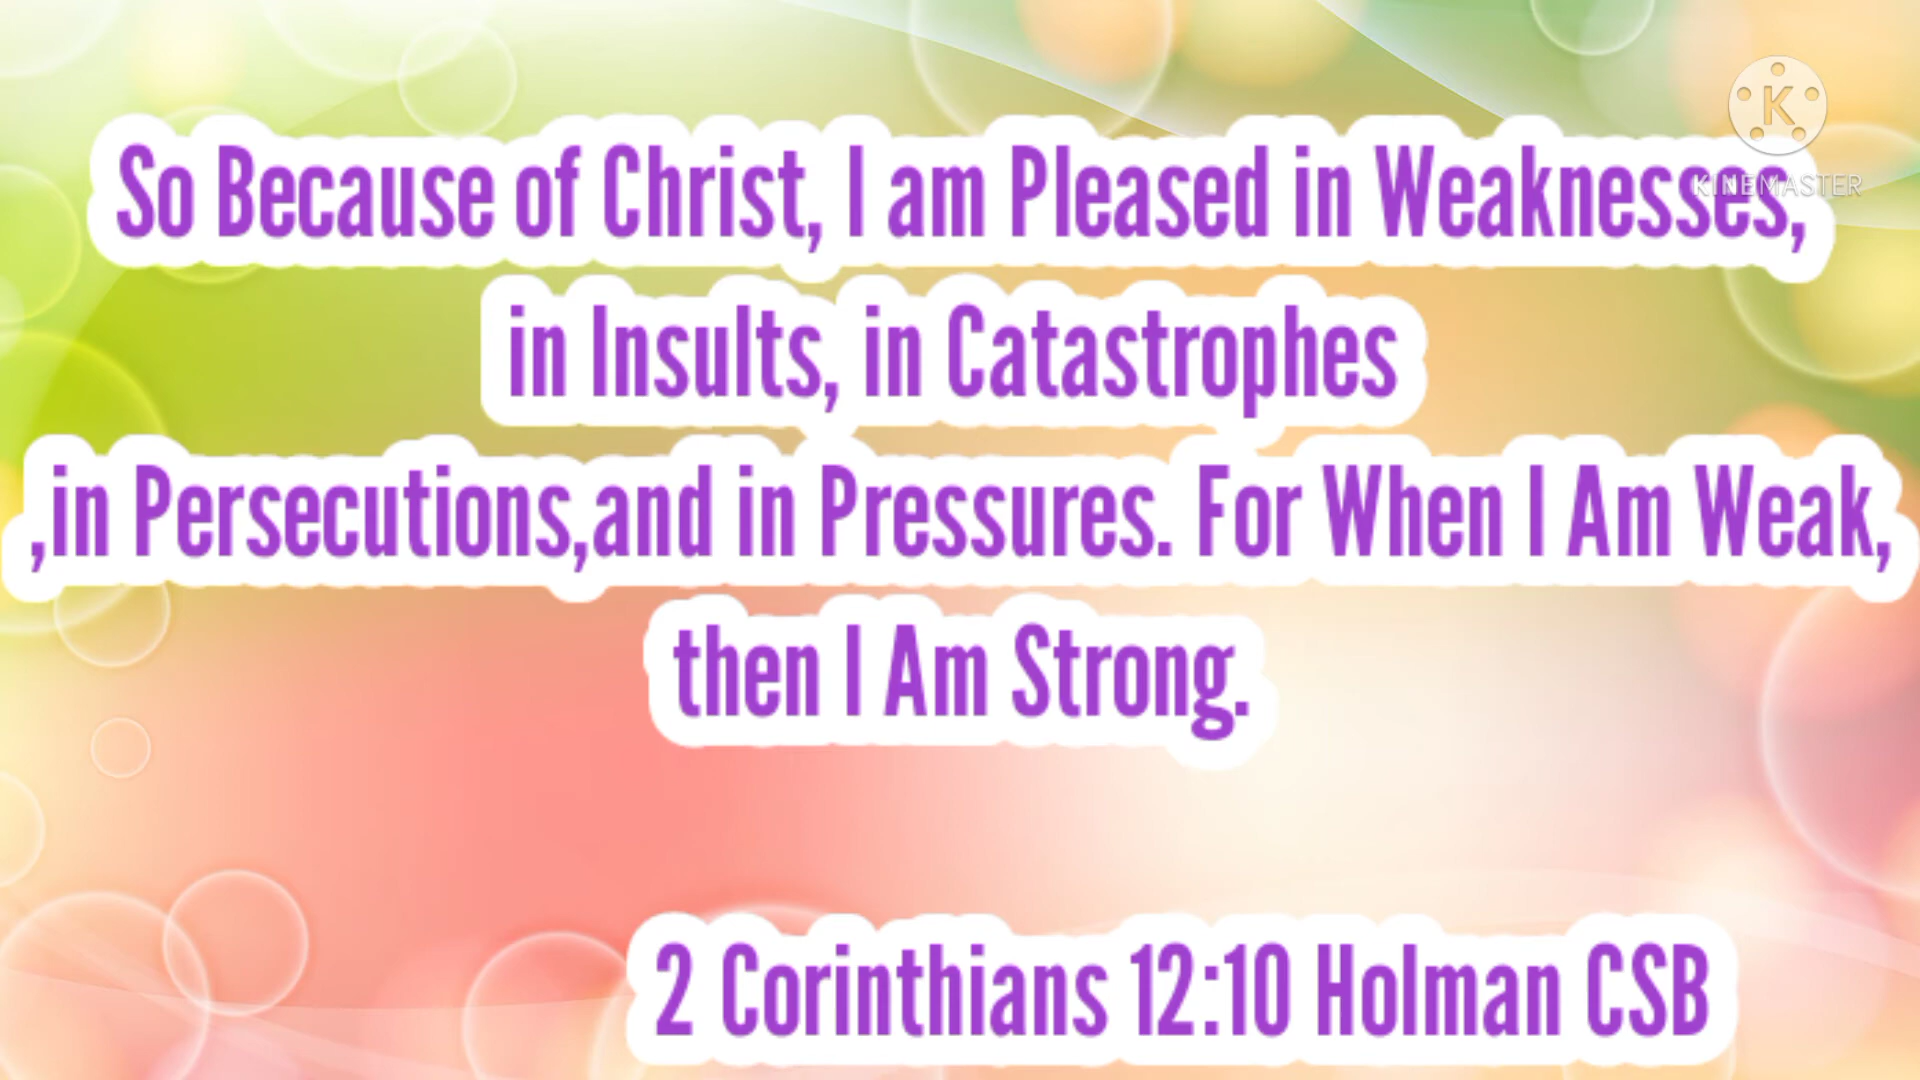 K
KINEMASTER
So Because of Christ, I am Pleased in Weaknesses,
in Insults, in Catastrophes
,in Persecutions,and in Pressures. For When I Am Weak,
then I Am Strong.
2 Corinthians 12:10 Holman CSB